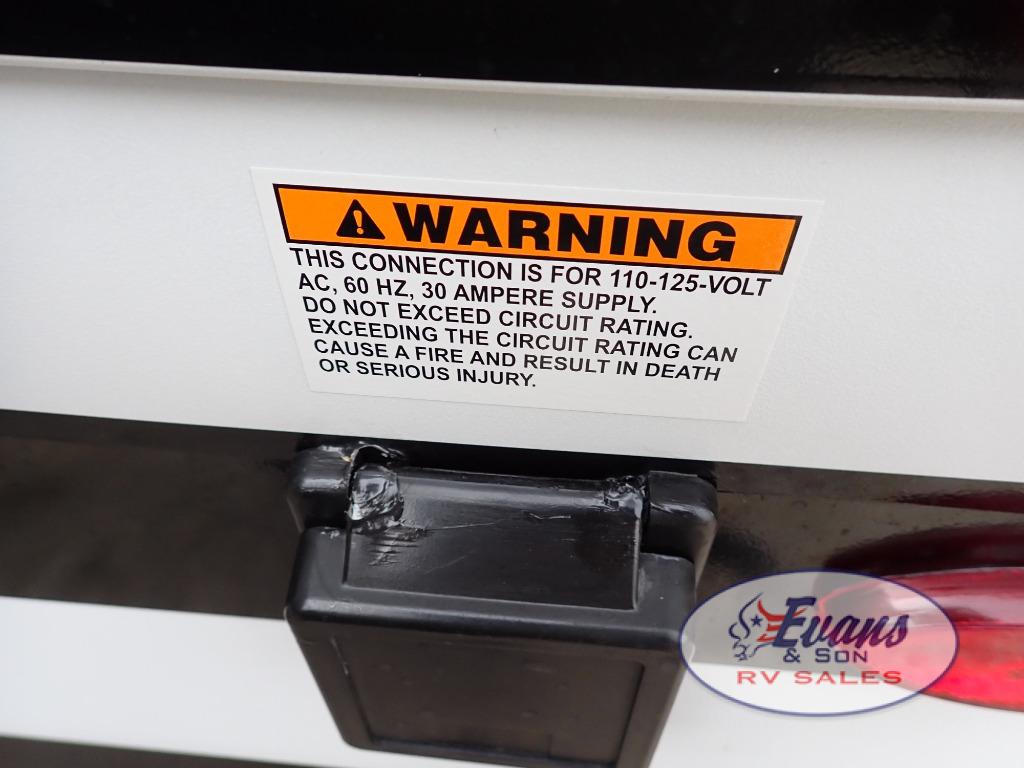 WARNING
THIS CONNECTION IS FOR 110-125-VOLT
AC, 60 HZ, 30 AMPERE SUPPLY.
DO NOT EXCEED CIRCUIT RATING.
EXCEEDING THE CIRCUIT RATING CAN
CAUSE A FIRE AND RESULT IN DEATH
OR SERIOUS INJURY.
Evans
& SON
RV SALES